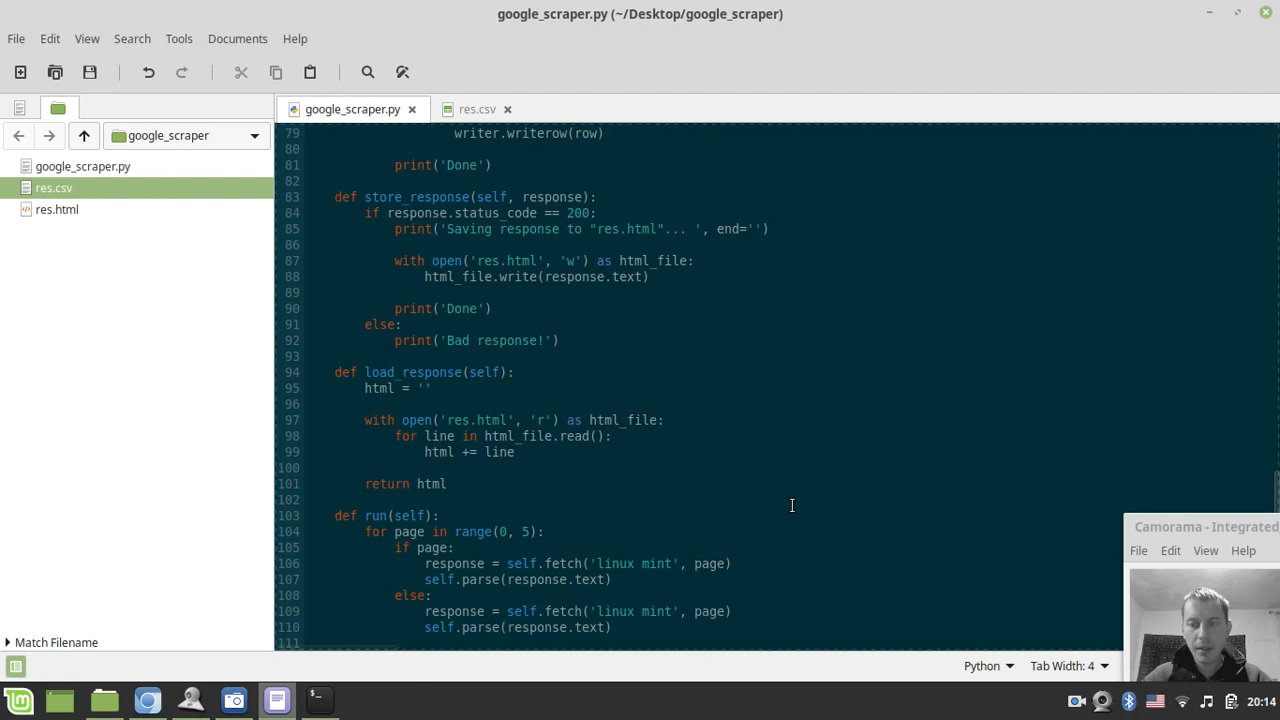 google_scraper.py (~/Desktop/google_scraper)
File Edit View Search Tools Documents Help
google_scraper.py res.csv
google_scraper
google_scraper.py
res.csv
res.html
79 writer.writerow(row)
80
81 print('Done')
82
83 def store_response(self, response):
84 if response.status_code == 200:
85 print('Saving response to "res.html"... ', end='')
86
87 with open('res.html', 'w') as html_file:
88 html_file.write(response.text)
89
90 print('Done')
91 else:
92 print('Bad response!')
93
94 def load_response(self):
95 html = ''
96
97 with open('res.html', 'r') as html_file:
98 for line in html_file.read():
99 html += line
100
101 return html
102
103 def run(self):
104 for page in range(0, 5):
105 if page:
106 response = self.fetch('linux mint', page)
107 self.parse(response.text)
108 else:
109 response = self.fetch('linux mint', page)
110 self.parse(response.text)
111
Match Filename
Python Tab Width: 4
Camorama - Integrated
File Edit View Help
20:14